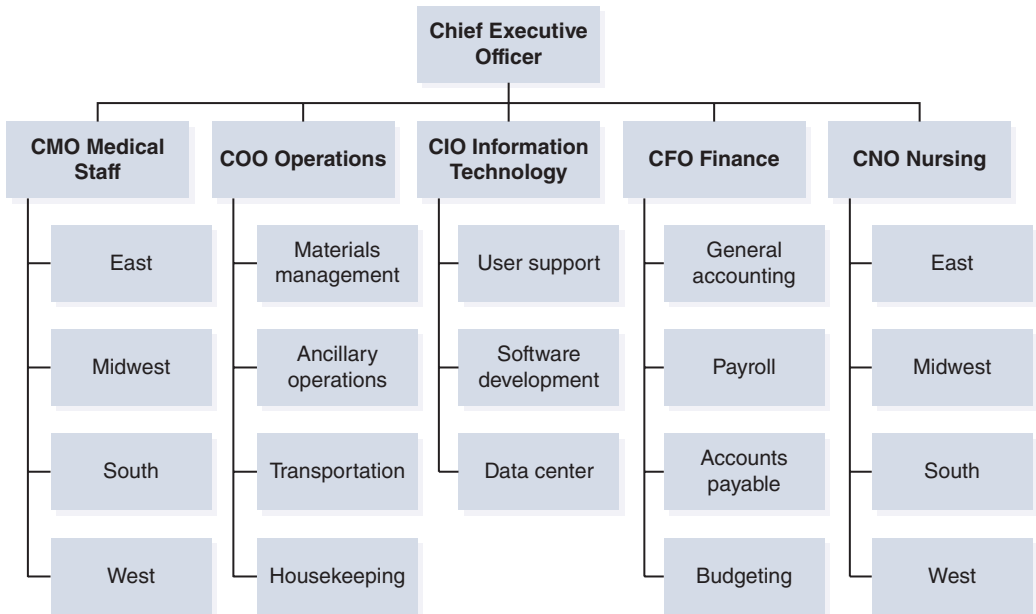 Chief Executive
Officer
CMO Medical
Staff
COO Operations
CIO Information
Technology
CFO Finance
CNO Nursing
East
Midwest
South
West
Materials
management
Ancillary
operations
Transportation
Housekeeping
User support
Software
development
Data center
General
accounting
Payroll
Accounts
payable
Budgeting
East
Midwest
South
West